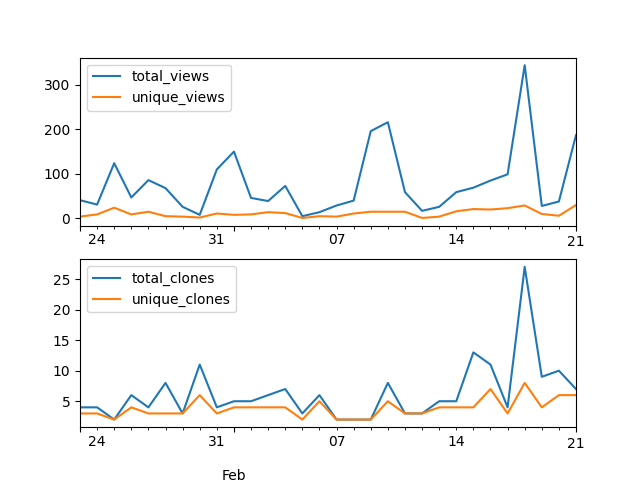 total_views
unique_views
300
200
100
0
24 31 07 14 21
total_clones
unique_clones
25
20
15
10
5
24 31 07 14 21
Feb